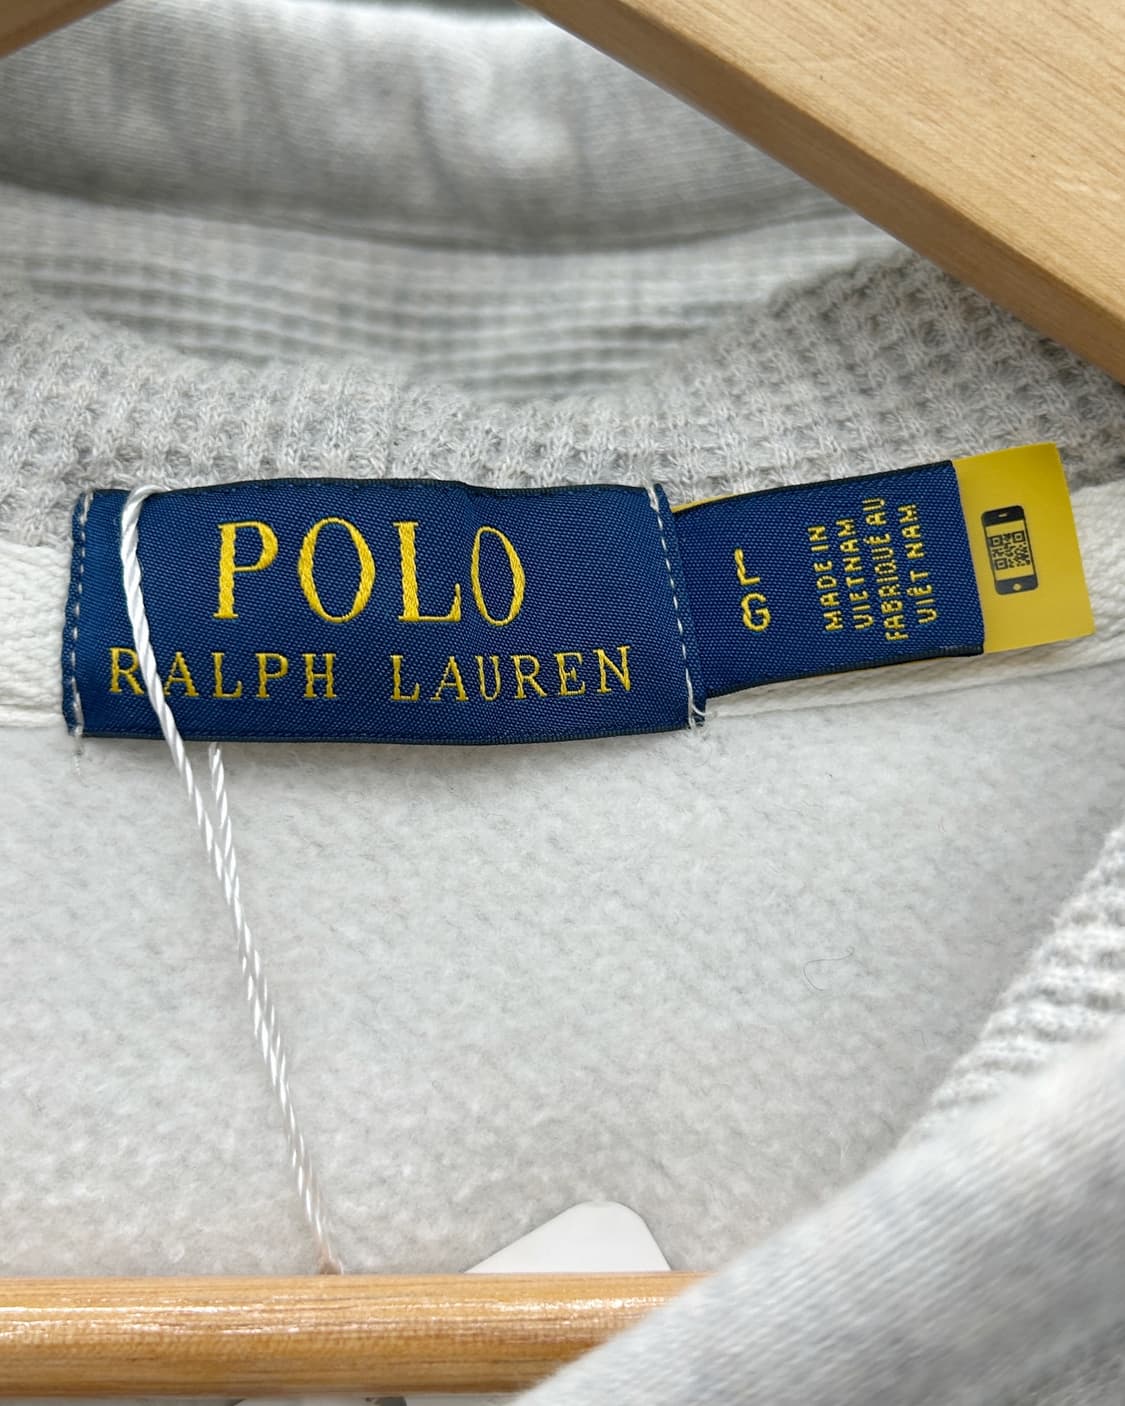 POLO
RALPH LAUREN
L
G
MADE IN
VIETNAM
FABRIQUÉ AU
VIÊT NAM